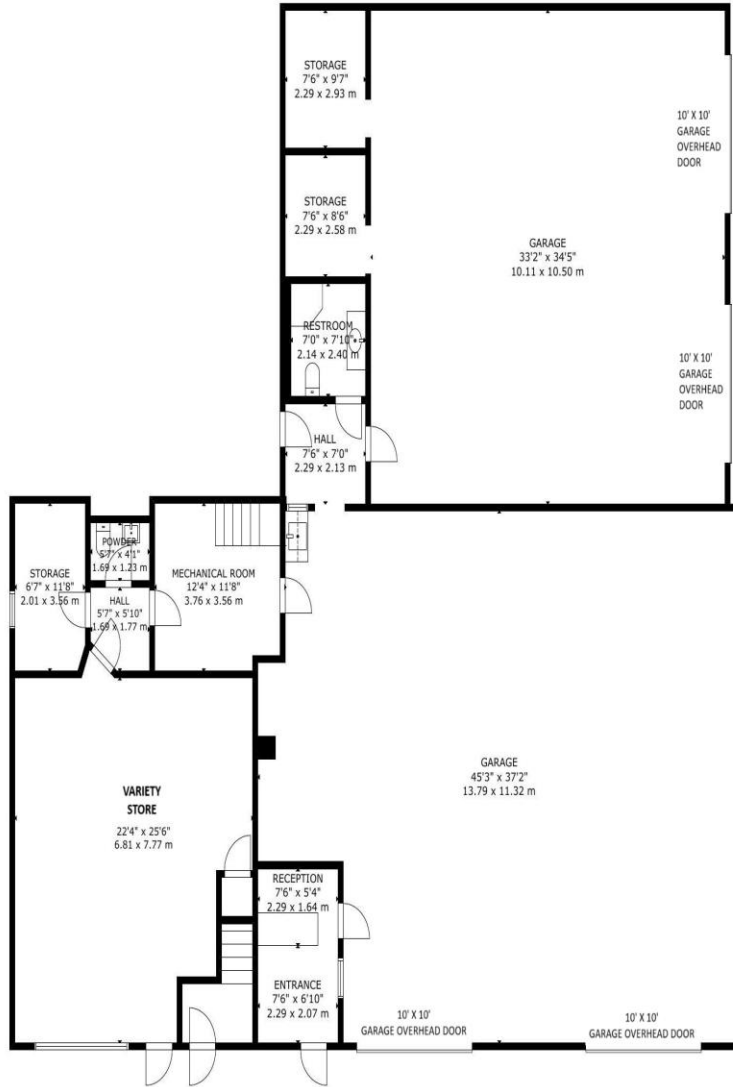 STORAGE
7'6" x 9'7"
2.29 x 2.93 m
10' X 10'
GARAGE
OVERHEAD
DOOR
STORAGE
7'6" x 8'6"
2.29 x 2.58 m
GARAGE
33'2" x 34'5"
10.11 x 10.50 m
RESTROOM
7'0" x 7'10"
2.14 x 2.40 m
10' X 10'
GARAGE
OVERHEAD
DOOR
HALL
7'6" x 7'0"
2.29 x 2.13 m
POWDER
5'7" x 4'1"
1.69 x 1.23 m
STORAGE
6'7" x 11'8"
2.01 x 3.56 m
MECHANICAL ROOM
12'4" x 11'8"
3.76 x 3.56 m
HALL
5'7" x 5'10"
1.69 x 1.77 m
GARAGE
45'3" x 37'2"
13.79 x 11.32 m
VARIETY
STORE
22'4" x 25'6"
6.81 x 7.77 m
RECEPTION
7'6" x 5'4"
2.29 x 1.64 m
ENTRANCE
7'6" x 6'10"
2.29 x 2.07 m
10' X 10'
GARAGE OVERHEAD DOOR
10' X 10'
GARAGE OVERHEAD DOOR